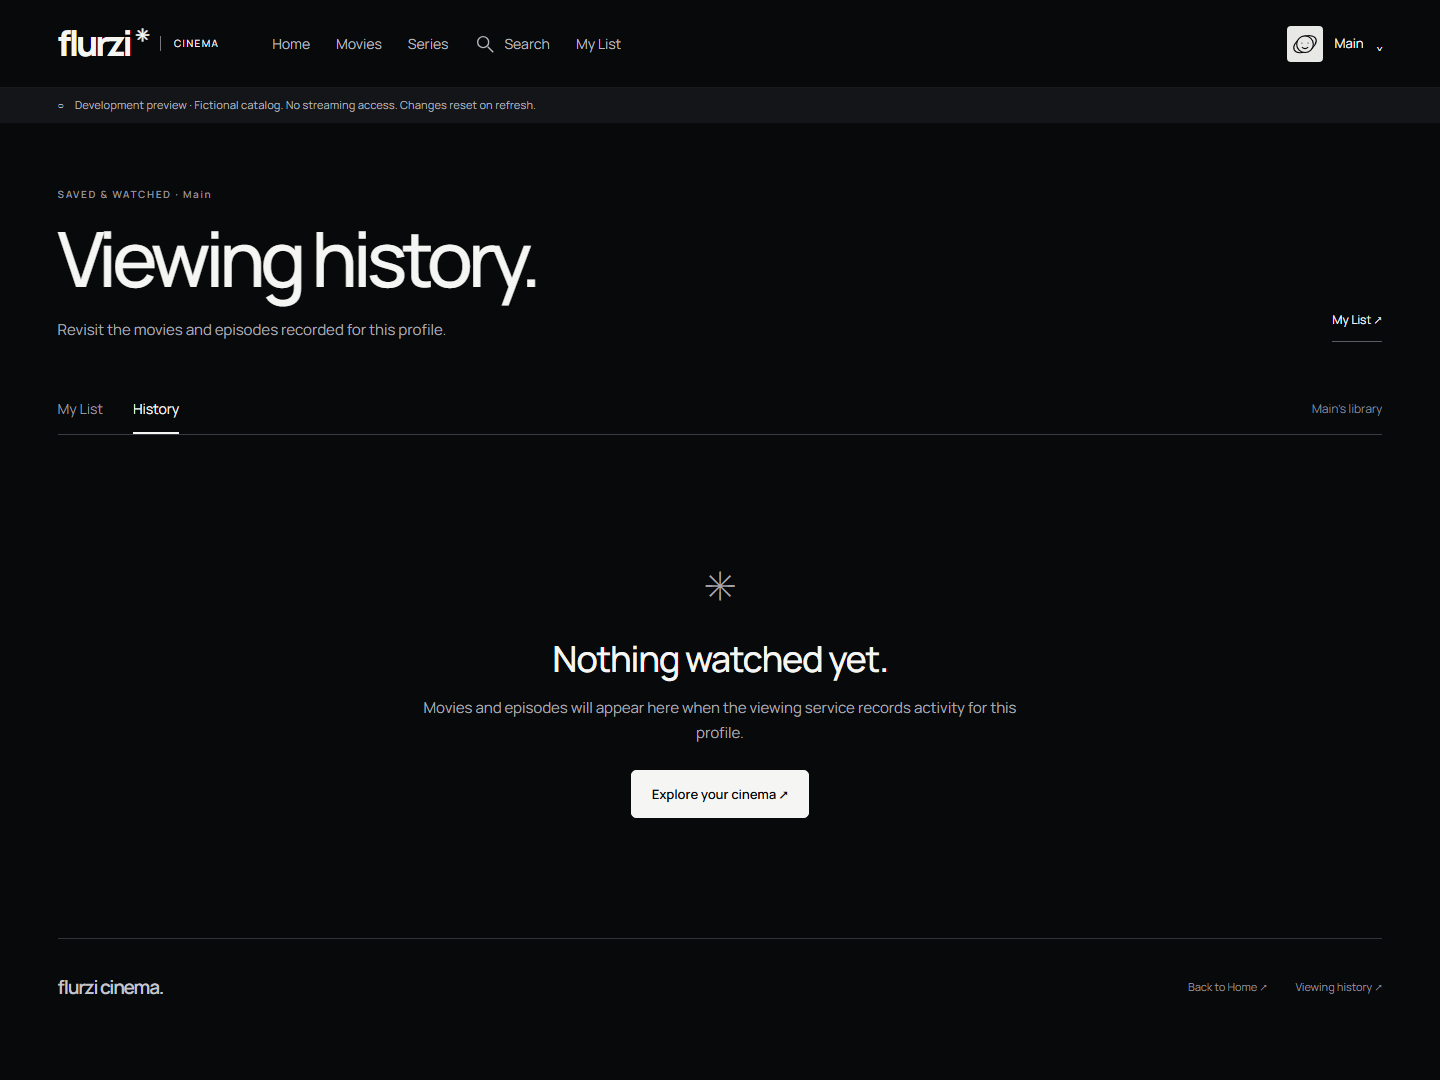 flurzi
CINEMA
Home
Movies
Series
Search
My List
Main
Development preview · Fictional catalog. No streaming access. Changes reset on refresh.
SAVED & WATCHED · Main
Viewing history.
Revisit the movies and episodes recorded for this profile.
My List ↗
My List
History
Main's library
Nothing watched yet.
Movies and episodes will appear here when the viewing service records activity for this
profile.
Explore your cinema ↗
flurzi cinema.
Back to Home ↗
Viewing history ↗